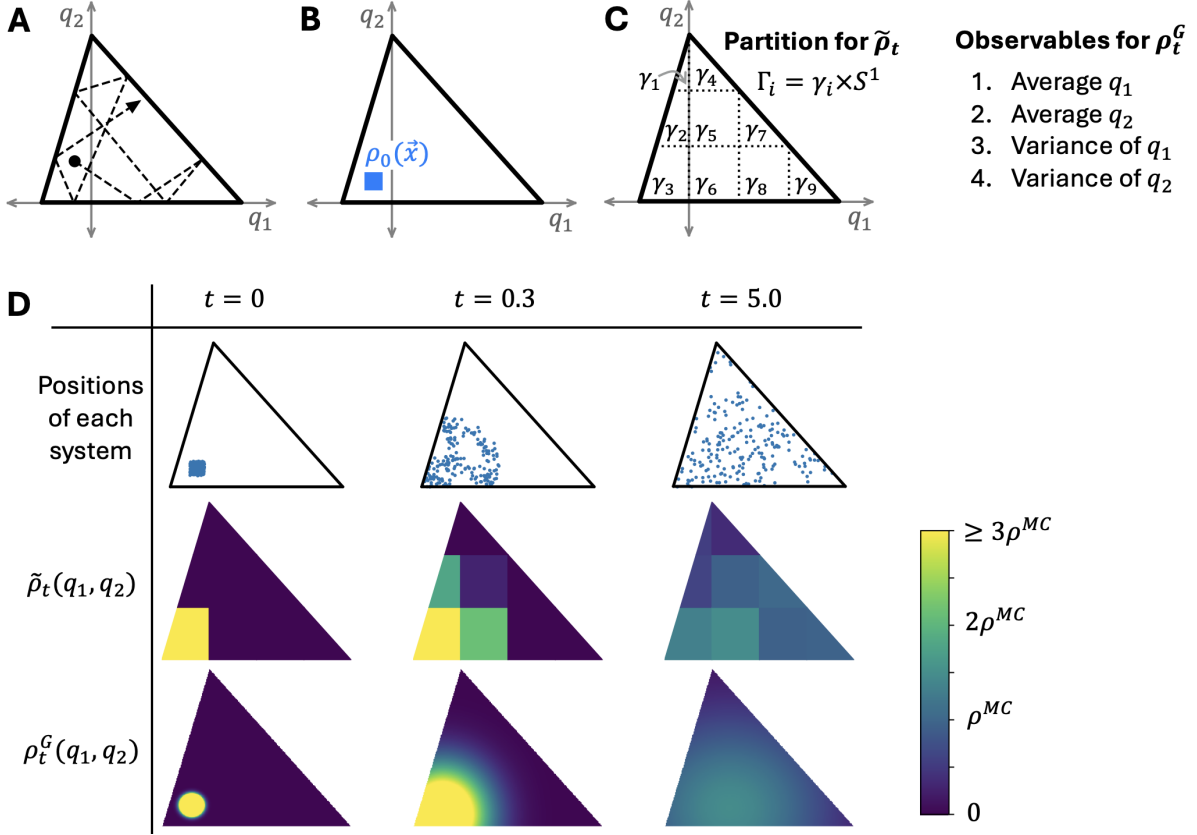 A
q₂
q₁
B
q₂
ρ₀(x⃗)
q₁
C
q₂
Partition for ρ̃ₜ
Γᵢ = γᵢ×S¹
γ₁
γ₄
γ₂
γ₅
γ₇
γ₃
γ₆
γ₈
γ₉
q₁
Observables for ρₜᴳ
1. Average q₁
2. Average q₂
3. Variance of q₁
4. Variance of q₂
D
t = 0
t = 0.3
t = 5.0
Positions
of each
system
ρ̃ₜ(q₁, q₂)
ρₜᴳ(q₁, q₂)
≥ 3ρᴹᶜ
2ρᴹᶜ
ρᴹᶜ
0